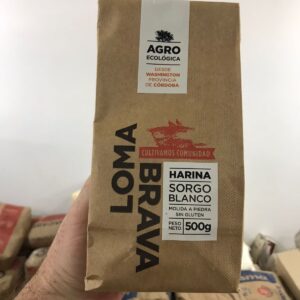 AGRO
ECOLÓGICA
DESDE
WASHINGTON
PROVINCIA
DE CÓRDOBA
CULTIVAMOS COMUNIDAD
LOMA
BRAVA
HARINA
SORGO
BLANCO
MOLIDA A PIEDRA
SIN GLUTEN
PESO
NETO
500g